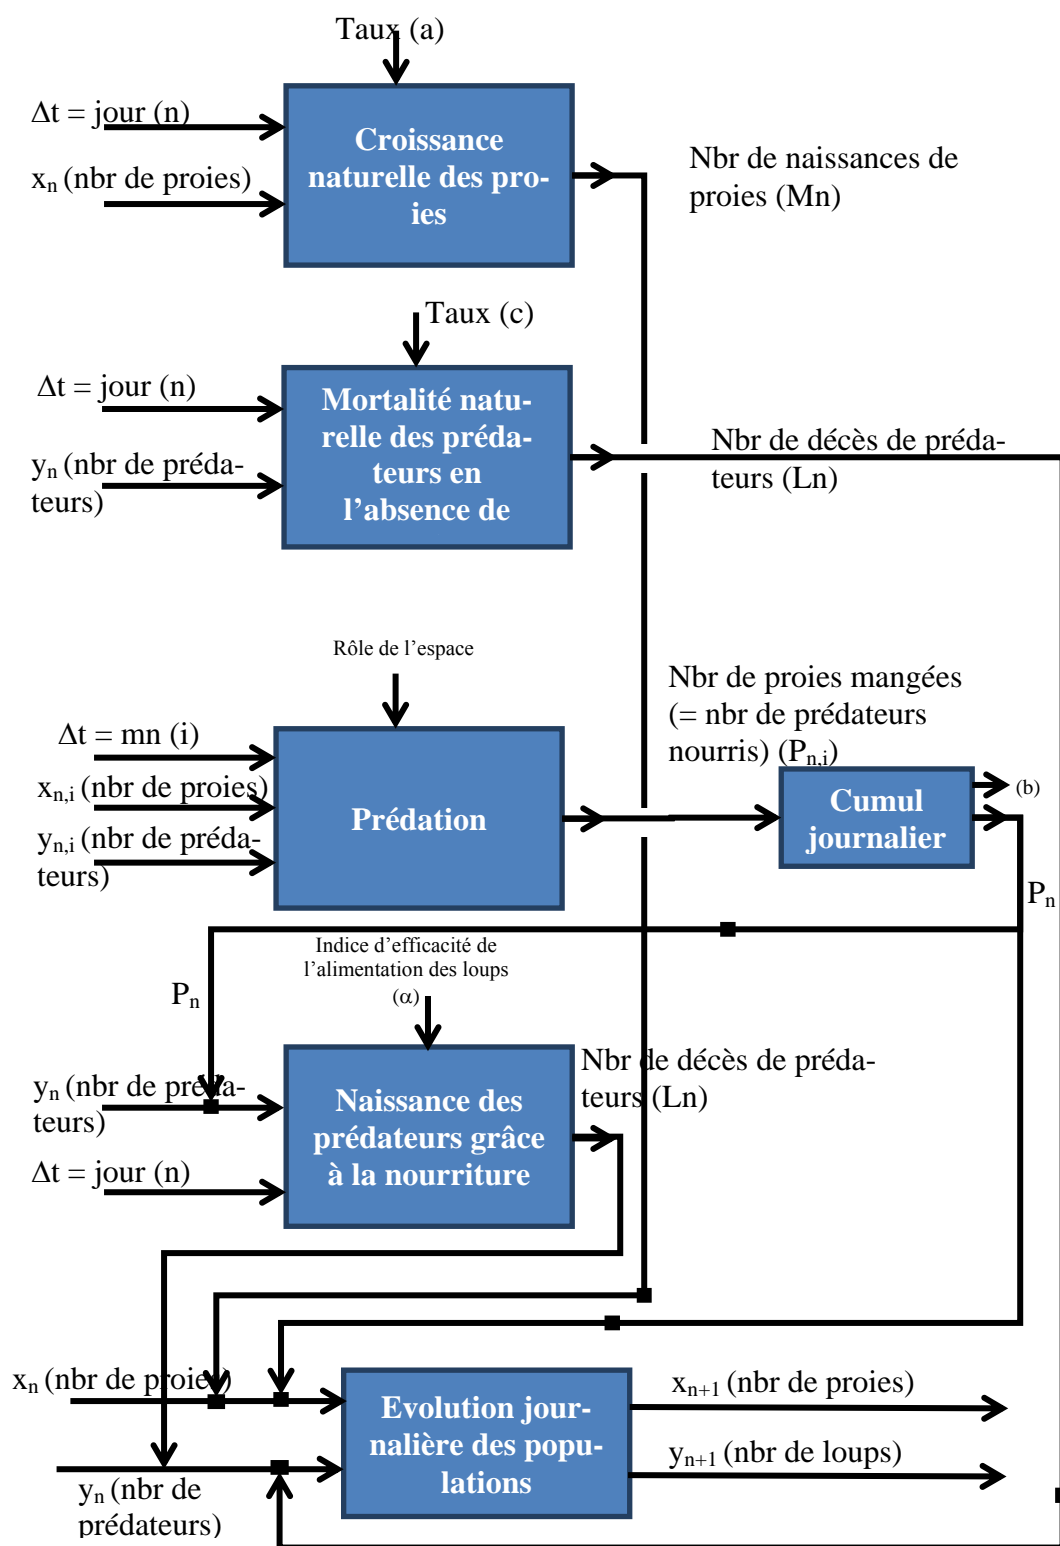 Taux (a)
Δt = jour (n)
xn (nbr de proies)
Croissance
naturelle des pro-
ies
Nbr de naissances de
proies (Mn)
Taux (c)
Δt = jour (n)
yn (nbr de préda-
teurs)
Mortalité natu-
relle des préda-
teurs en
l’absence de
Nbr de décès de préda-
teurs (Ln)
Rôle de l’espace
Δt = mn (i)
xn,i (nbr de proies)
yn,i (nbr de préda-
teurs)
Prédation
Nbr de proies mangées
(= nbr de prédateurs
nourris) (Pn,i)
Cumul
journalier
(b)
Pn
Indice d’efficacité de
l’alimentation des loups
(α)
Pn
yn (nbr de préda-
teurs)
Δt = jour (n)
Naissance des
prédateurs grâce
à la nourriture
Nbr de décès de préda-
teurs (Ln)
xn (nbr de proies)
yn (nbr de
prédateurs)
Evolution jour-
nalière des popu-
lations
xn+1 (nbr de proies)
yn+1 (nbr de loups)